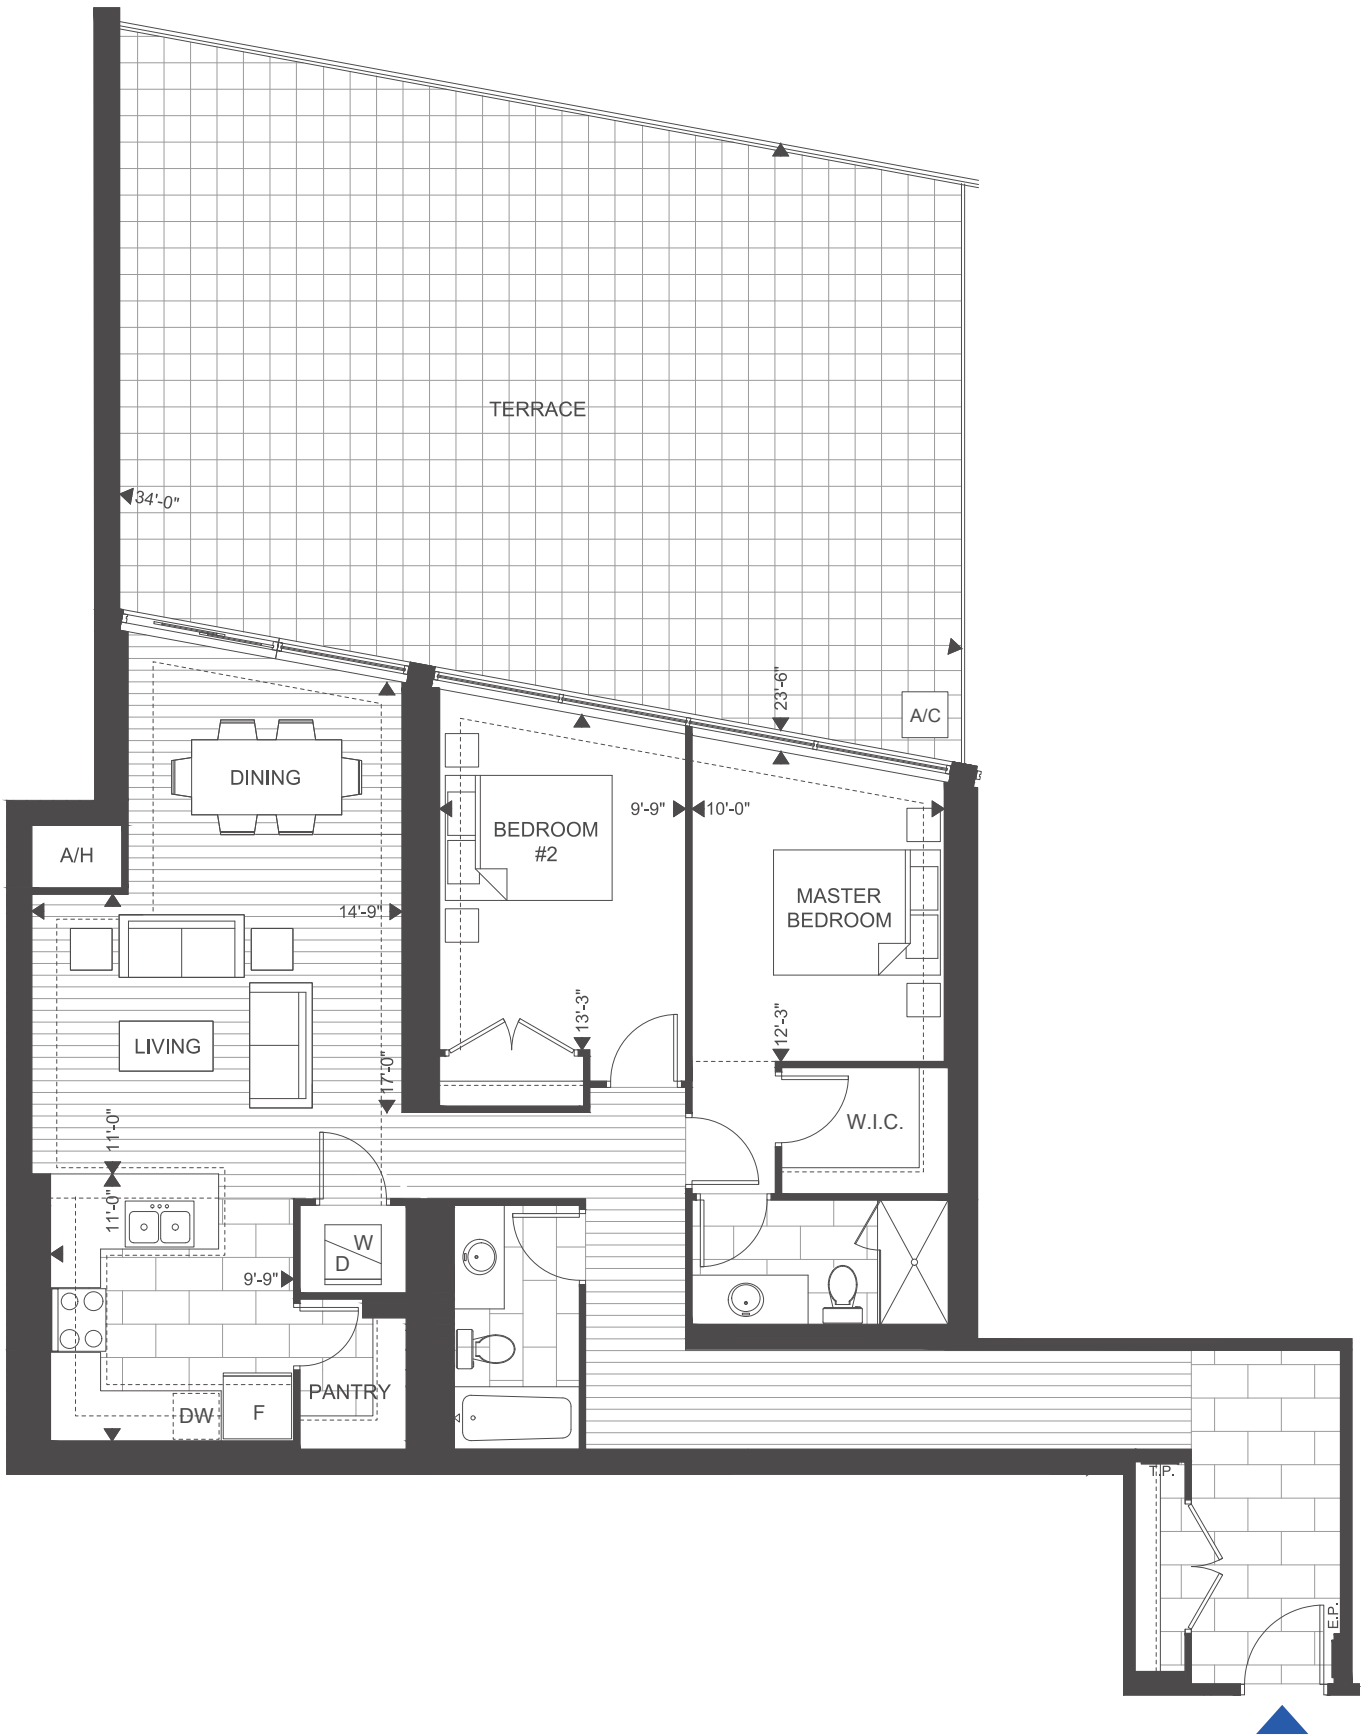 TERRACE
34'-0"
23'-6"
A/C
DINING
BEDROOM
#2
9'-9"
10'-0"
A/H
MASTER
BEDROOM
14'-9"
LIVING
13'-3"
12'-3"
17'-0"
11'-0"
W.I.C.
11'-0"
W
D
9'-9"
PANTRY
DW
F
T.P.
E.P.